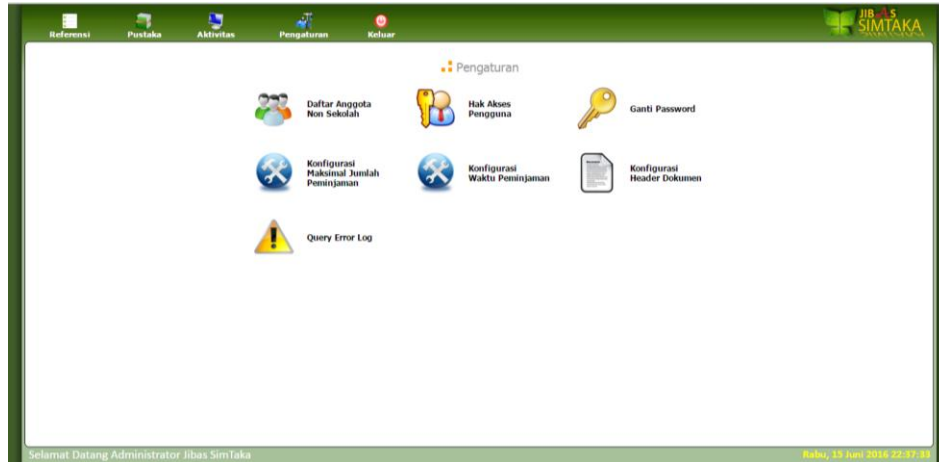 Referensi
Pustaka
Aktivitas
Pengaturan
Keluar
JIBAS
SIMTAKA
Pengaturan
Daftar Anggota
Non Sekolah
Hak Akses
Pengguna
Ganti Password
Konfigurasi
Maksimal Jumlah
Peminjaman
Konfigurasi
Waktu Peminjaman
Konfigurasi
Header Dokumen
Query Error Log
Selamat Datang Administrator Jibas SimTaka
Rabu, 15 Juni 2016 22:37:33